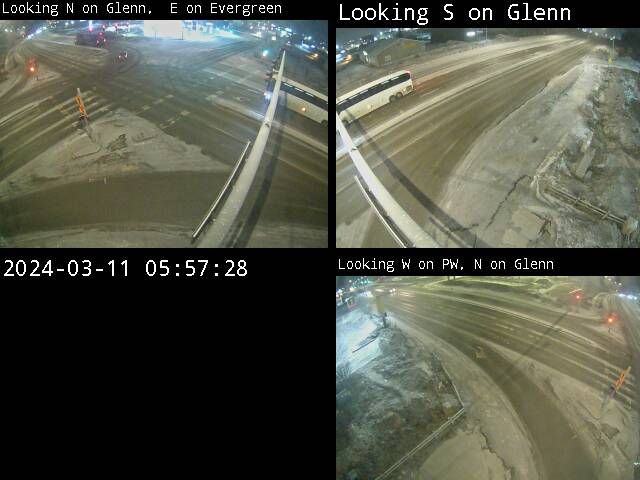 Looking N on Glenn,  E on Evergreen
Looking S on Glenn
2024-03-11 05:57:28
Looking W on PW, N on Glenn